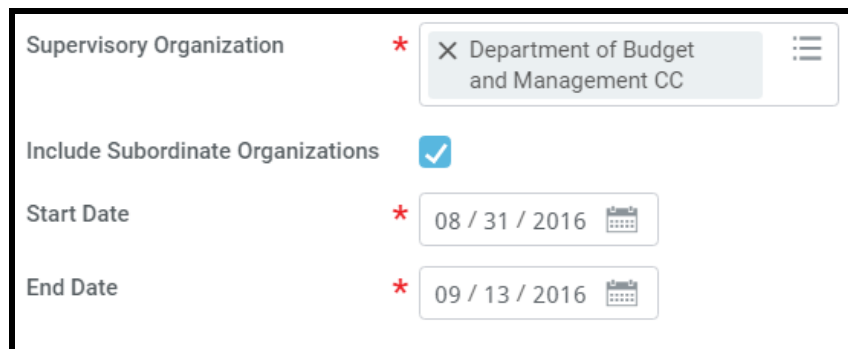 Supervisory Organization * × Department of Budget
and Management CC
Include Subordinate Organizations
Start Date * 08 / 31 / 2016
End Date * 09 / 13 / 2016